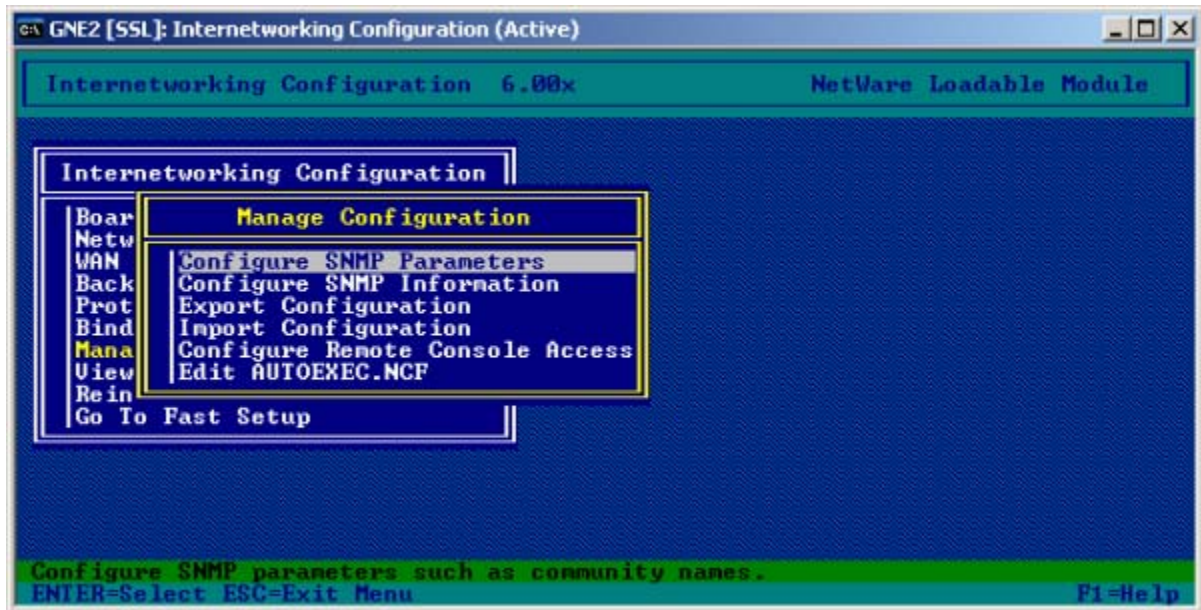 GNE2 [SSL]: Internetworking Configuration (Active)
Internetworking Configuration 6.00x NetWare Loadable Module
Internetworking Configuration
Boar
Netw
WAN
Back
Prot
Bind
Mana
View
Rein
Go To Fast Setup
Manage Configuration
Configure SNMP Parameters
Configure SNMP Information
Export Configuration
Import Configuration
Configure Remote Console Access
Edit AUTOEXEC.NCF
Configure SNMP parameters such as community names.
ENTER=Select ESC=Exit Menu F1=Help